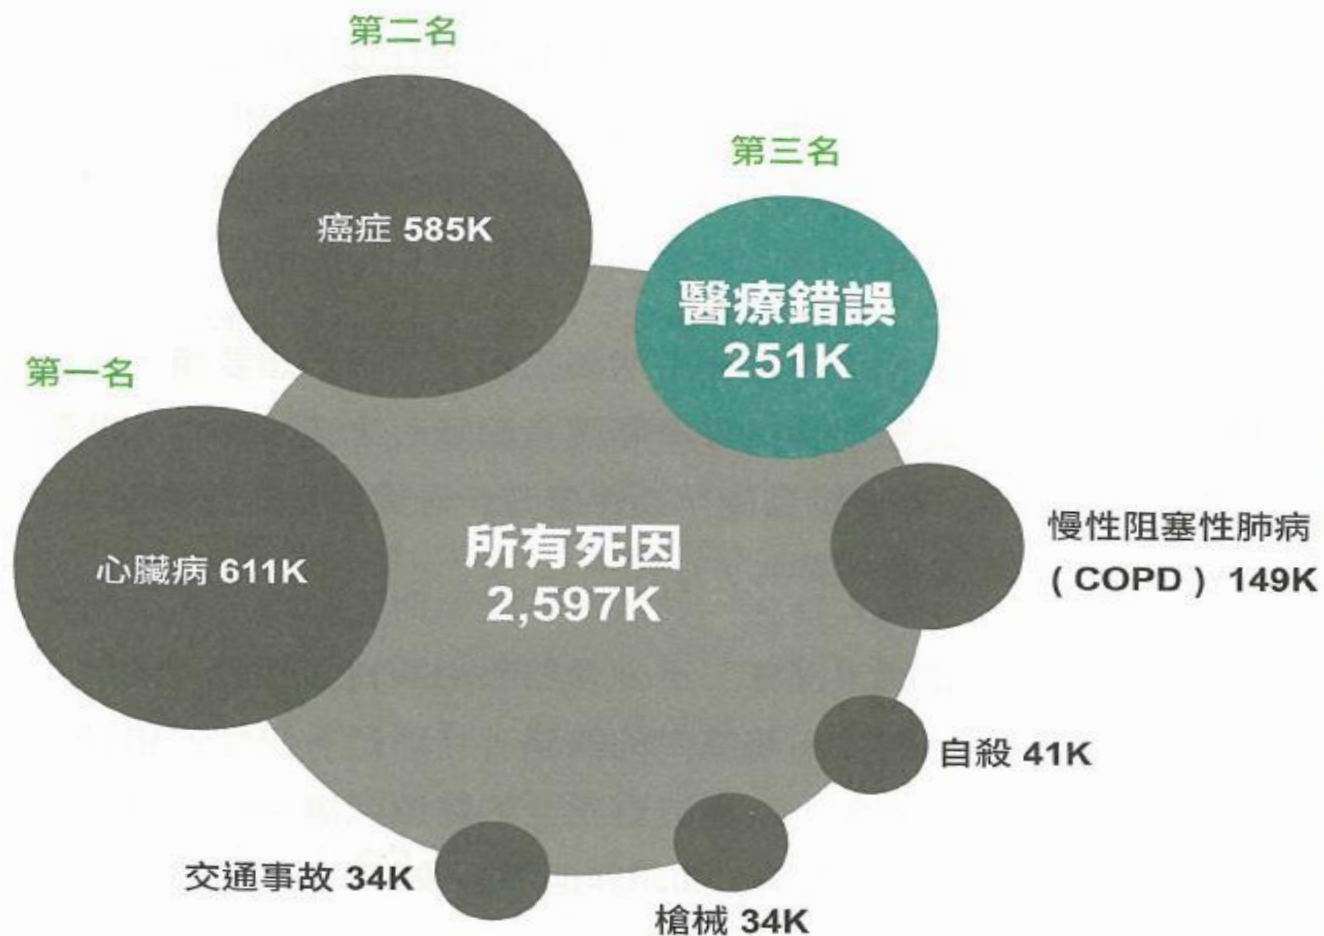 第二名
癌症 585K
第三名
醫療錯誤
251K
第一名
心臟病 611K
所有死因
2,597K
慢性阻塞性肺病
( COPD ) 149K
自殺 41K
交通事故 34K
槍械 34K